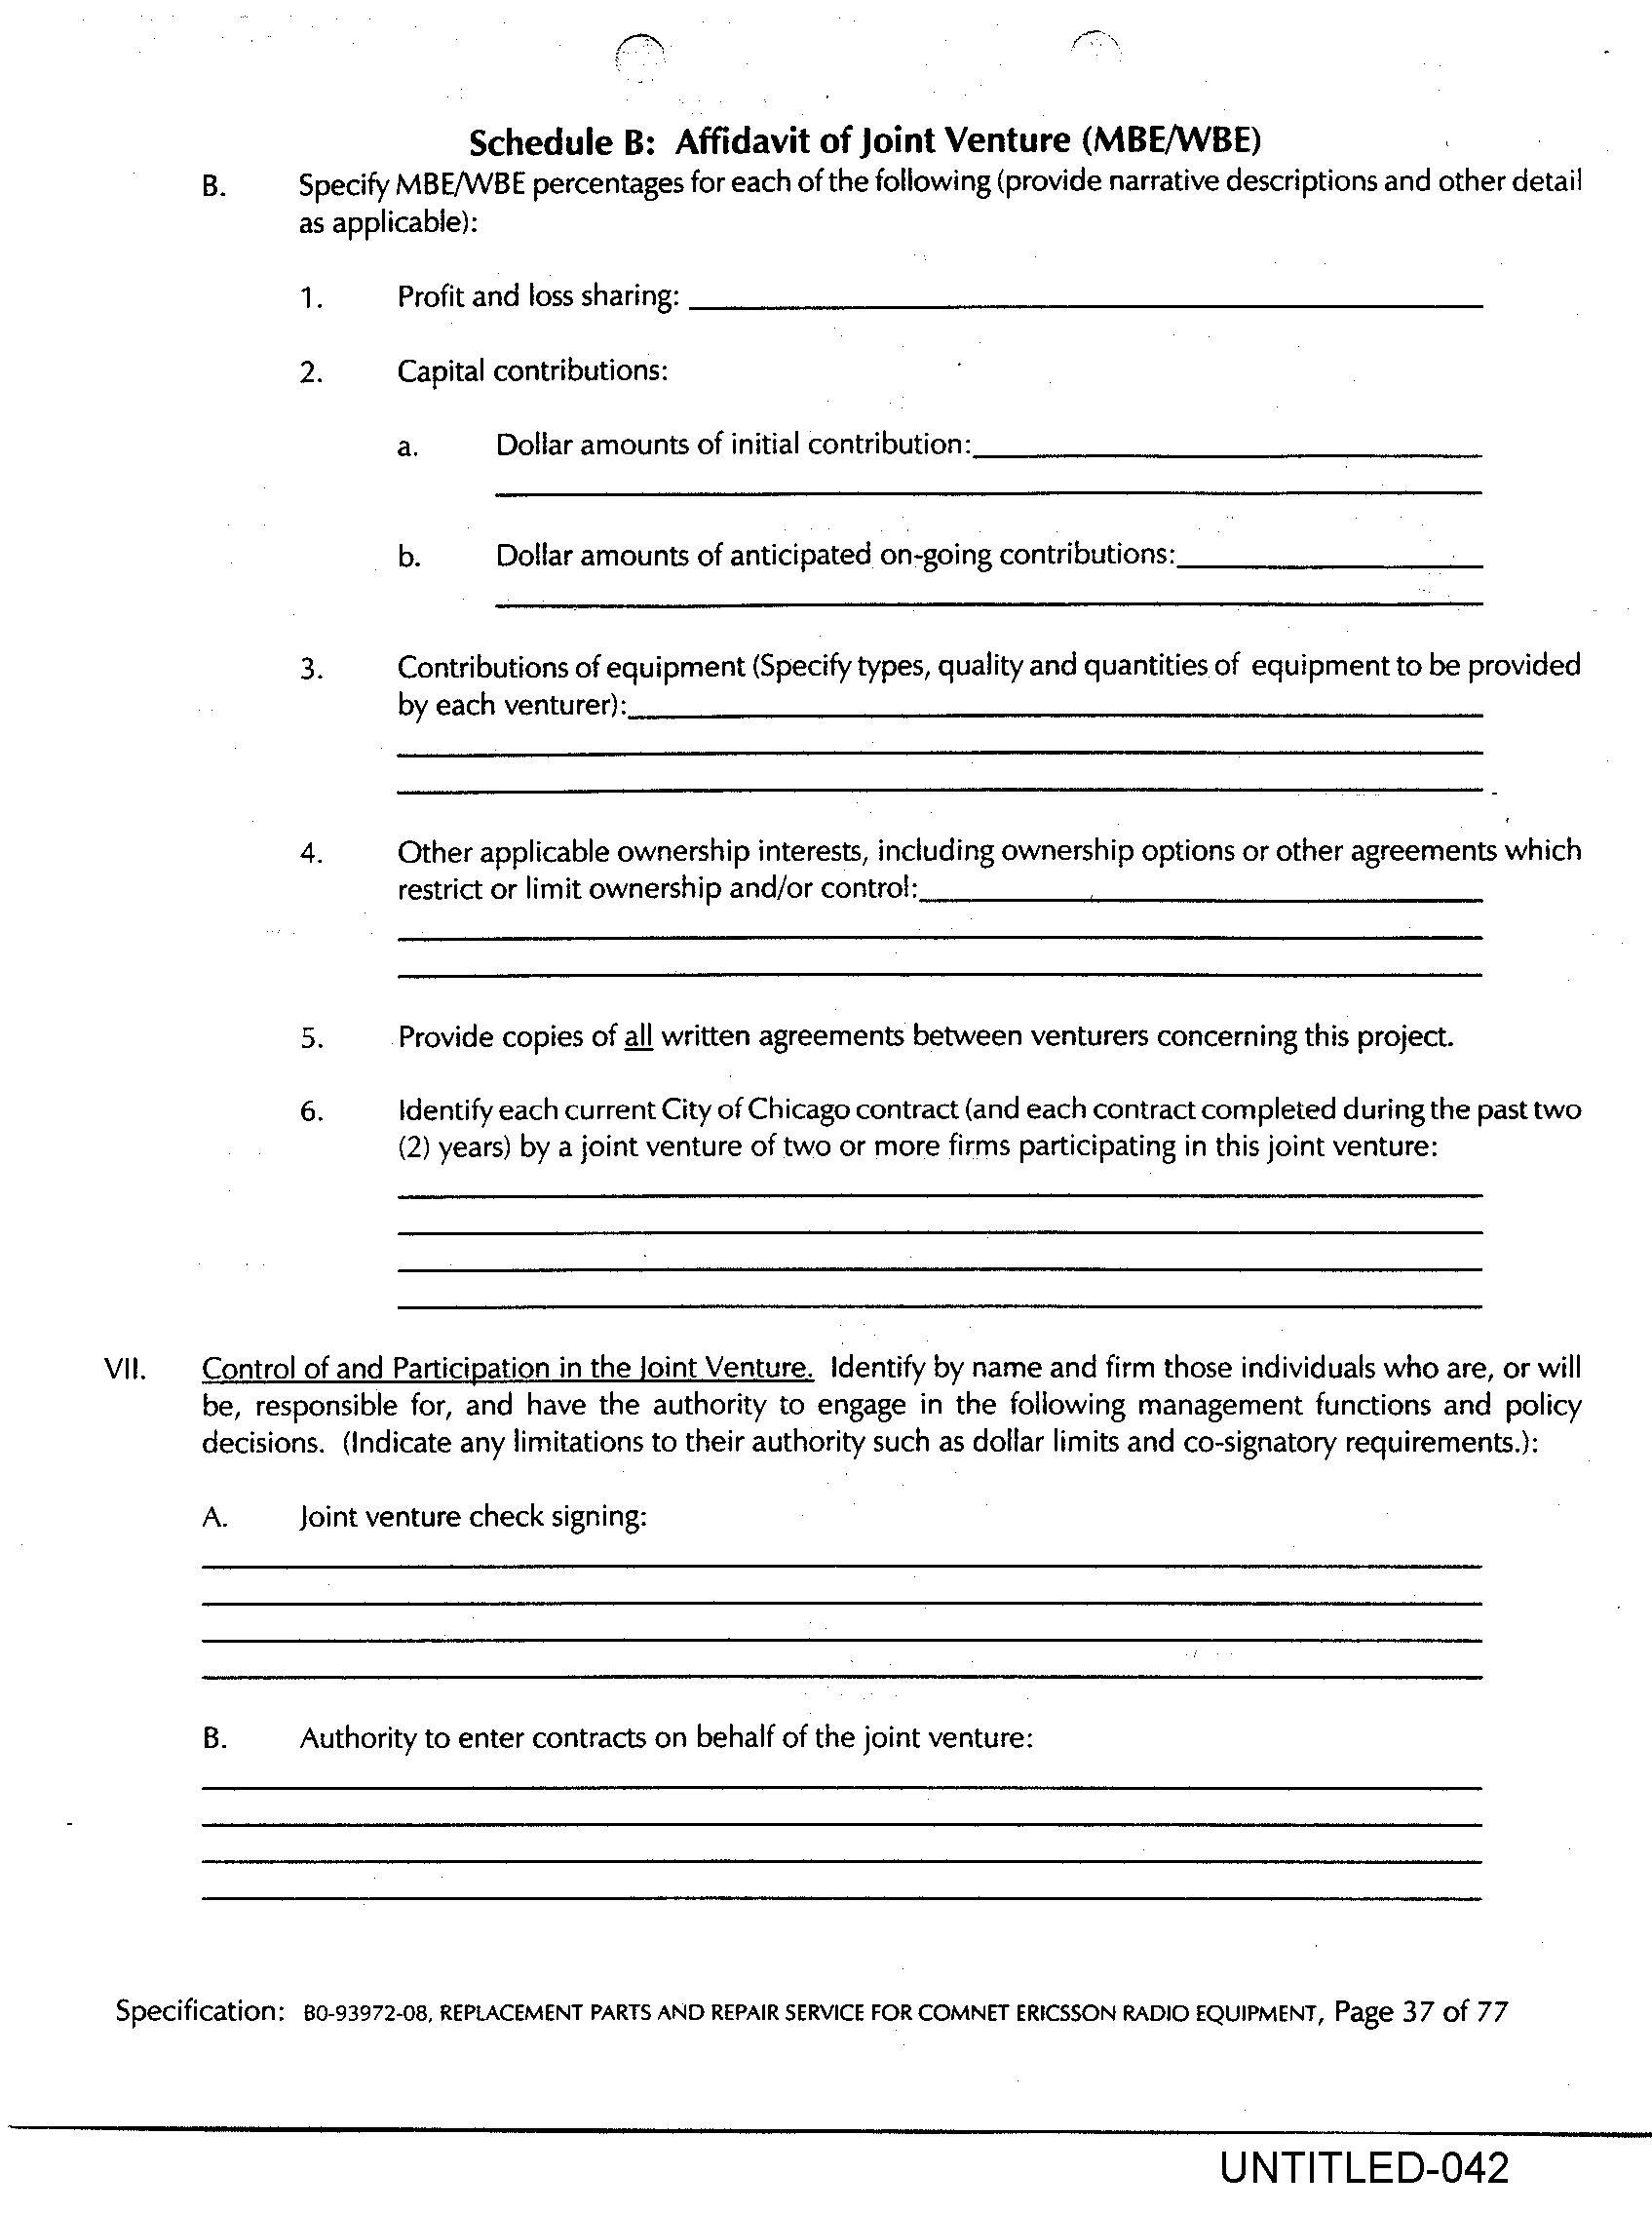 Schedule B: Affidavit of Joint Venture (MBE/WBE)
B. Specify MBE/WBE percentages for each of the following (provide narrative descriptions and other detail
as applicable):
1. Profit and loss sharing:
2. Capital contributions:
a. Dollar amounts of initial contribution:
b. Dollar amounts of anticipated on-going contributions:
3. Contributions of equipment (Specify types, quality and quantities of equipment to be provided
by each venturer):
4. Other applicable ownership interests, including ownership options or other agreements which
restrict or limit ownership and/or control:
5. Provide copies of all written agreements between venturers concerning this project.
6. Identify each current City of Chicago contract (and each contract completed during the past two
(2) years) by a joint venture of two or more firms participating in this joint venture:
VII. Control of and Participation in the Joint Venture. Identify by name and firm those individuals who are, or will
be, responsible for, and have the authority to engage in the following management functions and policy
decisions. (Indicate any limitations to their authority such as dollar limits and co-signatory requirements.):
A. Joint venture check signing:
B. Authority to enter contracts on behalf of the joint venture:
Specification: B0-93972-08, REPLACEMENT PARTS AND REPAIR SERVICE FOR COMNET ERICSSON RADIO EQUIPMENT, Page 37 of 77
UNTITLED-042